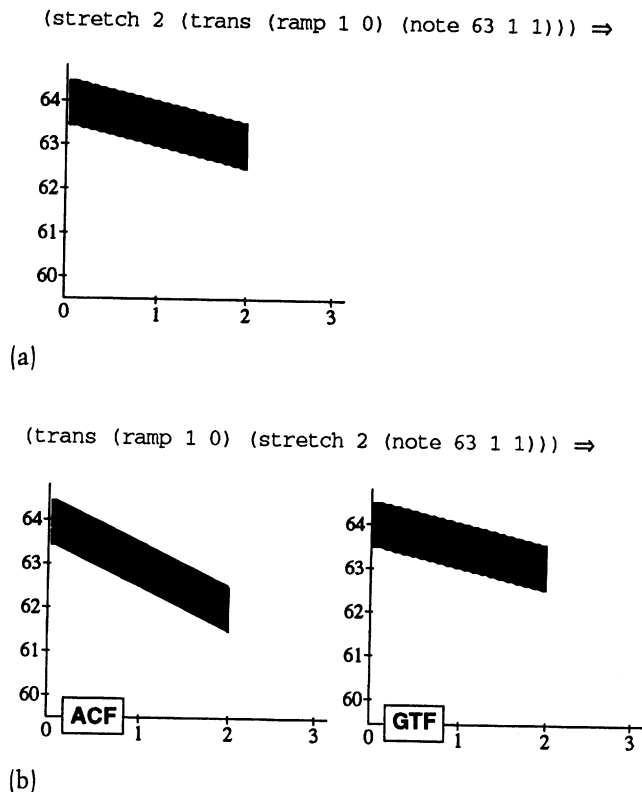 (stretch 2 (trans (ramp 1 0) (note 63 1 1))) ⇒
64
63
62
61
60
0 1 2 3
(a)
(trans (ramp 1 0) (stretch 2 (note 63 1 1))) ⇒
64
63
62
61
60
0 ACF 1 2 3
64
63
62
61
60
0 GTF 1 2 3
(b)